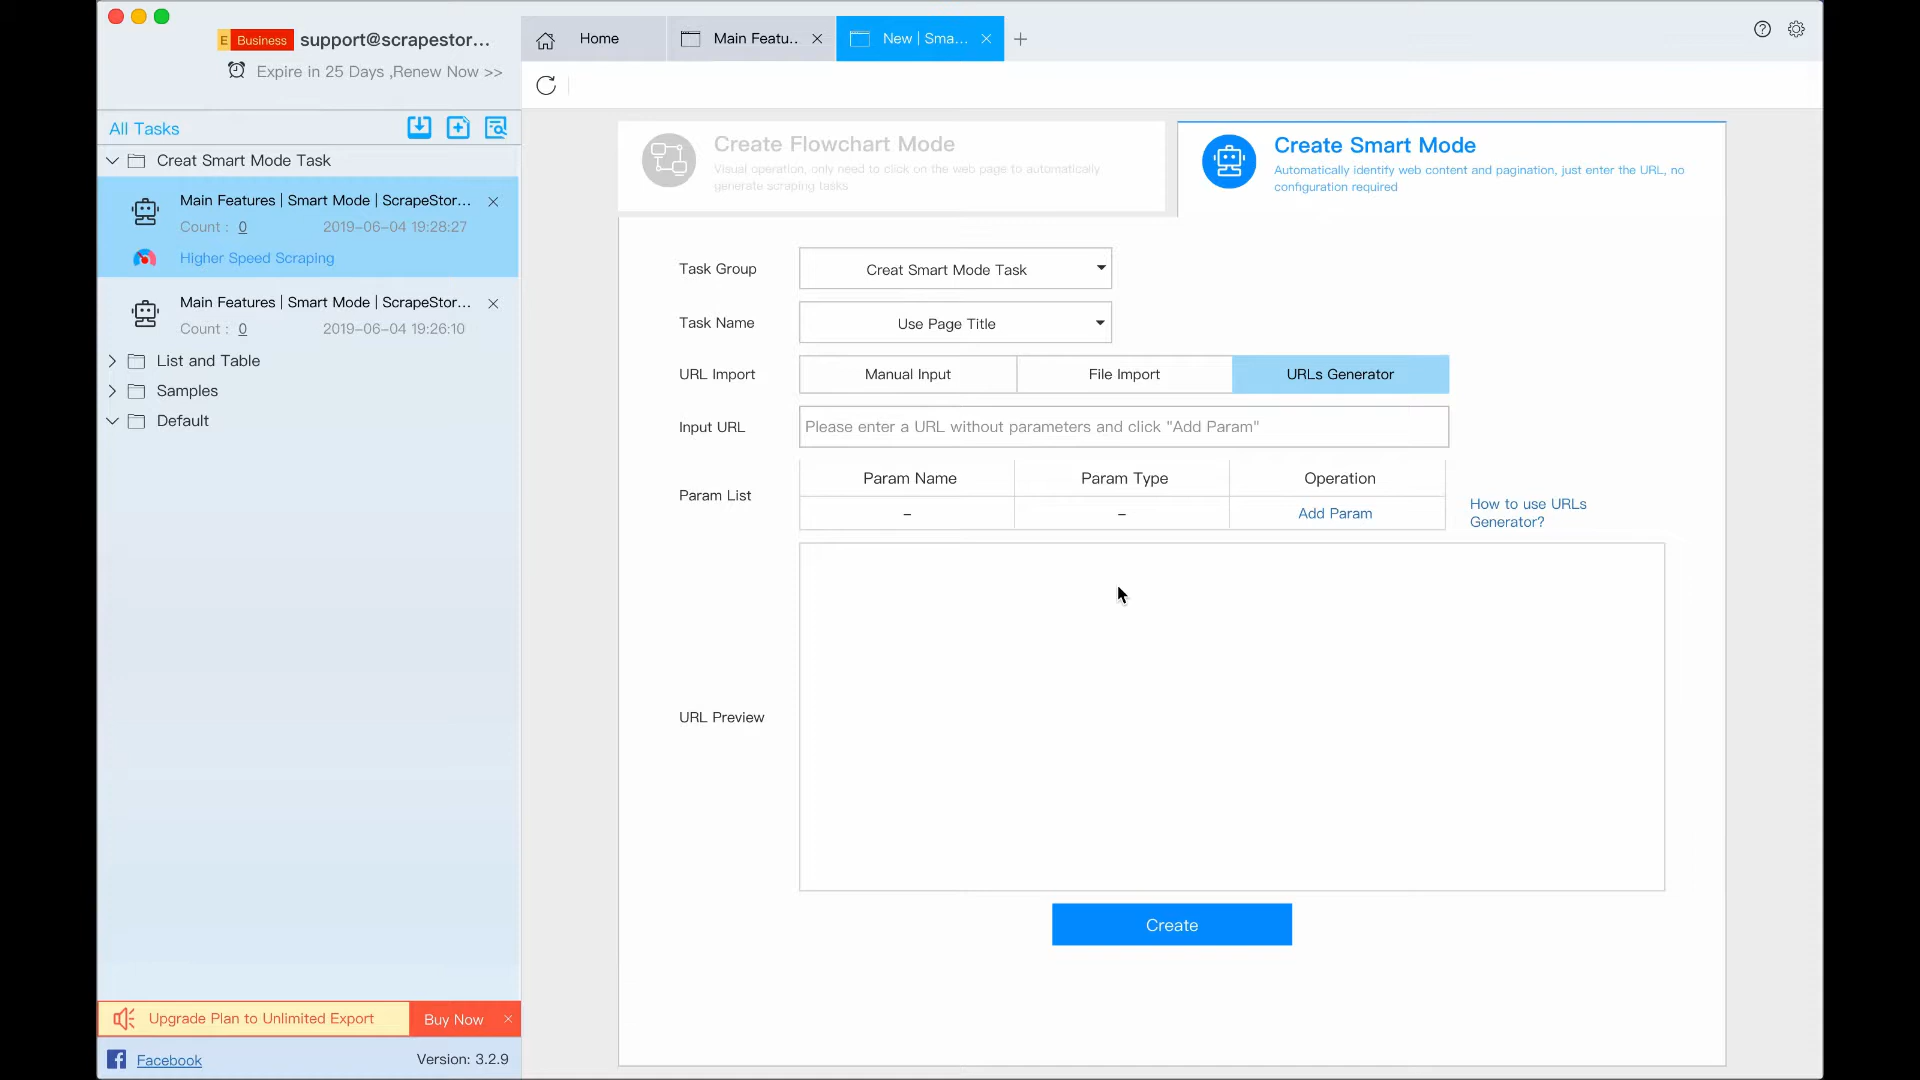 E Business support@scrapestor...
Expire in 25 Days ,Renew Now >>
Home
Main Featu..
New | Sma...
All Tasks
Creat Smart Mode Task
Main Features | Smart Mode | ScrapeStor...
Count : 0 2019-06-04 19:28:27
Higher Speed Scraping
Main Features | Smart Mode | ScrapeStor...
Count : 0 2019-06-04 19:26:10
List and Table
Samples
Default
Upgrade Plan to Unlimited Export
Buy Now
Facebook
Version: 3.2.9
Create Flowchart Mode
Visual operation, only need to click on the web page to automatically
generate scraping tasks
Create Smart Mode
Automatically identify web content and pagination, just enter the URL, no
configuration required
Task Group
Creat Smart Mode Task
Task Name
Use Page Title
URL Import
Manual Input
File Import
URLs Generator
Input URL
Please enter a URL without parameters and click "Add Param"
Param List
Param Name
Param Type
Operation
–
–
Add Param
How to use URLs
Generator?
URL Preview
Create